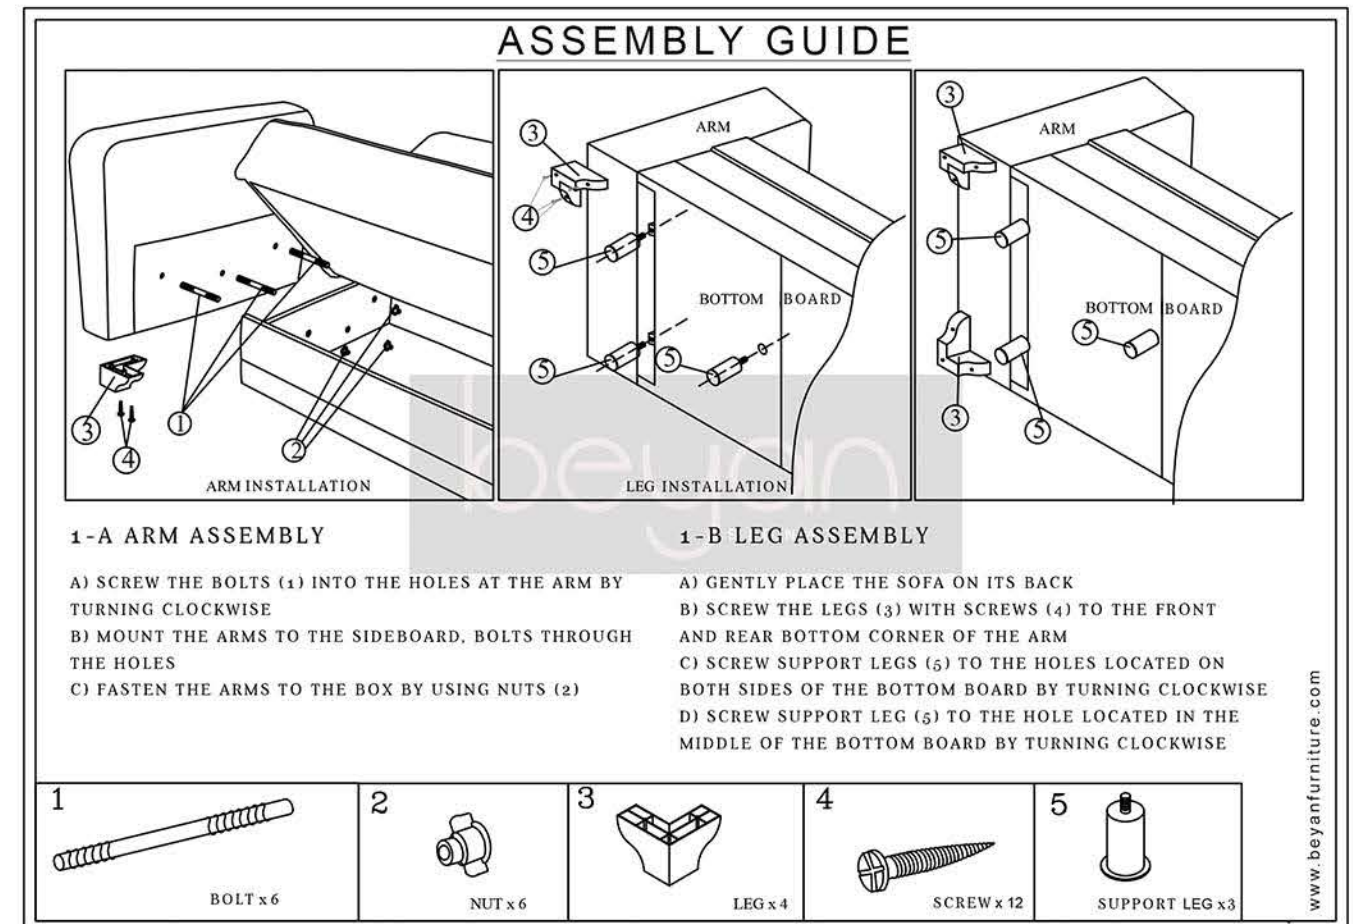 ASSEMBLY GUIDE
3
4
1
2
ARM INSTALLATION
3
ARM
4
5
BOTTOM BOARD
5
5
LEG INSTALLATION
3
ARM
5
BOTTOM BOARD
5
3
5
beyan
1-A ARM ASSEMBLY
A) SCREW THE BOLTS (1) INTO THE HOLES AT THE ARM BY
TURNING CLOCKWISE
B) MOUNT THE ARMS TO THE SIDEBOARD, BOLTS THROUGH
THE HOLES
C) FASTEN THE ARMS TO THE BOX BY USING NUTS (2)
1-B LEG ASSEMBLY
A) GENTLY PLACE THE SOFA ON ITS BACK
B) SCREW THE LEGS (3) WITH SCREWS (4) TO THE FRONT
AND REAR BOTTOM CORNER OF THE ARM
C) SCREW SUPPORT LEGS (5) TO THE HOLES LOCATED ON
BOTH SIDES OF THE BOTTOM BOARD BY TURNING CLOCKWISE
D) SCREW SUPPORT LEG (5) TO THE HOLE LOCATED IN THE
MIDDLE OF THE BOTTOM BOARD BY TURNING CLOCKWISE
1
BOLT x 6
2
NUT x 6
3
LEG x 4
4
SCREW x 12
5
SUPPORT LEG x3
www.beyanfurniture.com